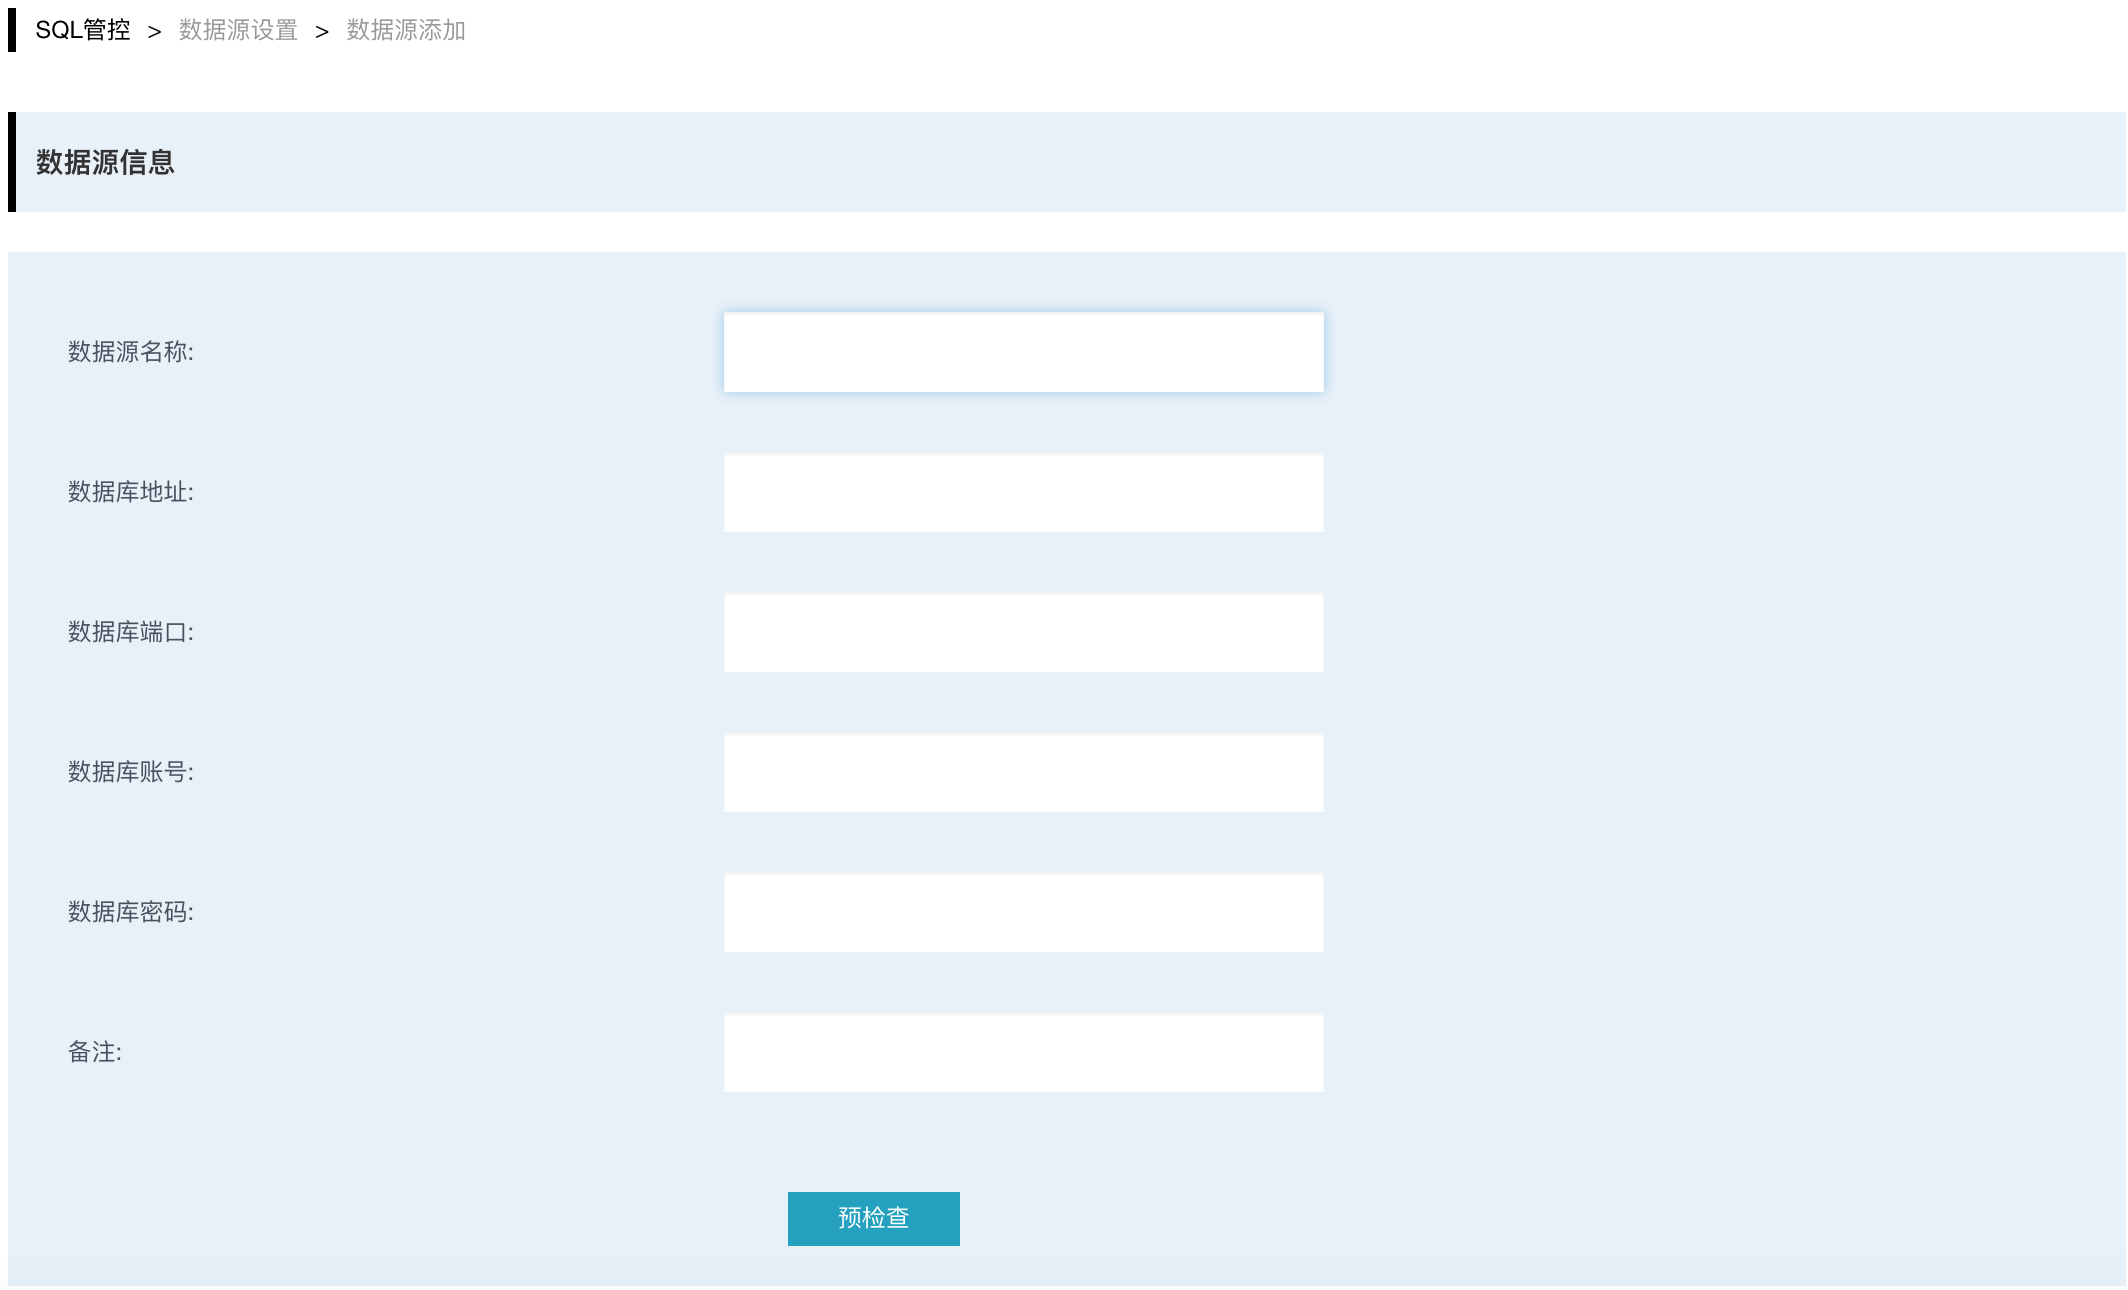 SQL管控 > 数据源设置 > 数据源添加
数据源信息
数据源名称:
数据库地址:
数据库端口:
数据库账号:
数据库密码:
备注:
预检查